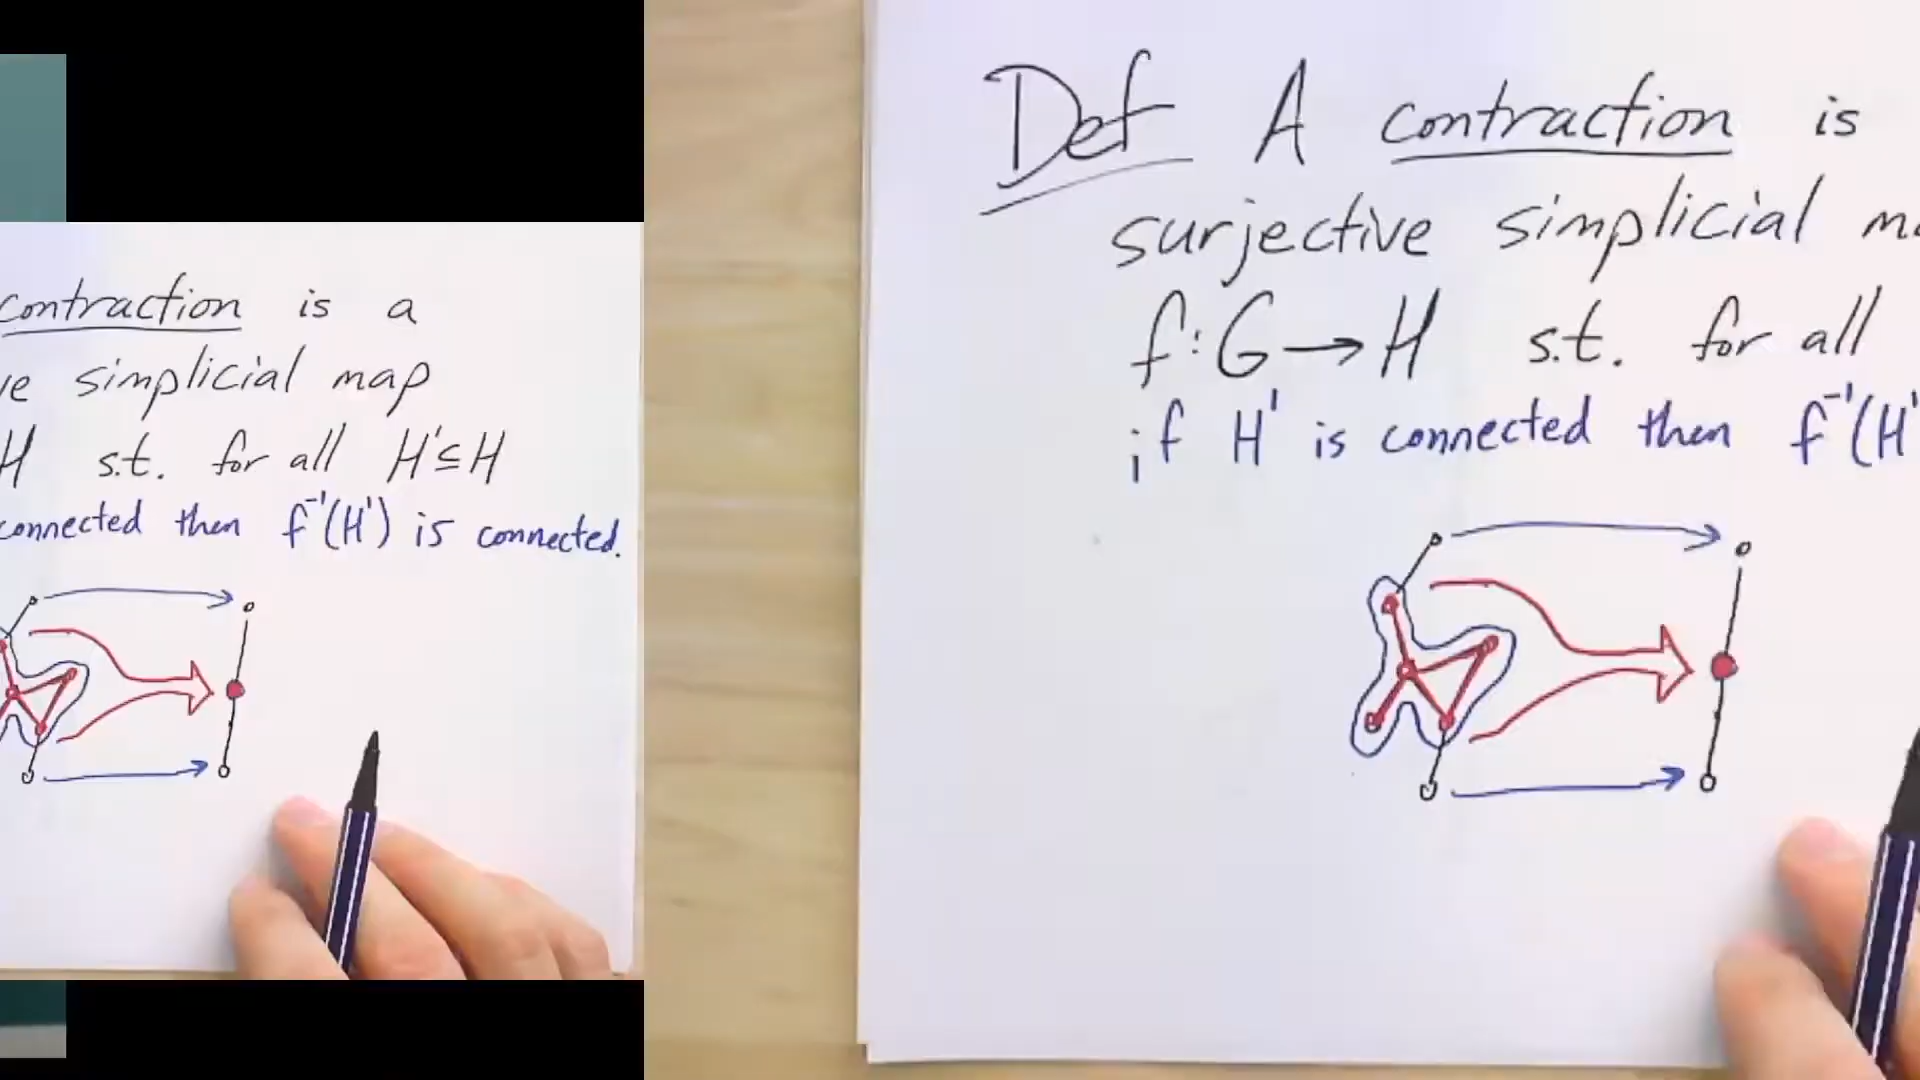 contraction is a
simplicial map
H s.t. for all H'⊆H
connected then f⁻¹(H') is connected.
Def A contraction is
surjective simplicial
f: G → H s.t. for all
if H' is connected then f⁻¹(H'